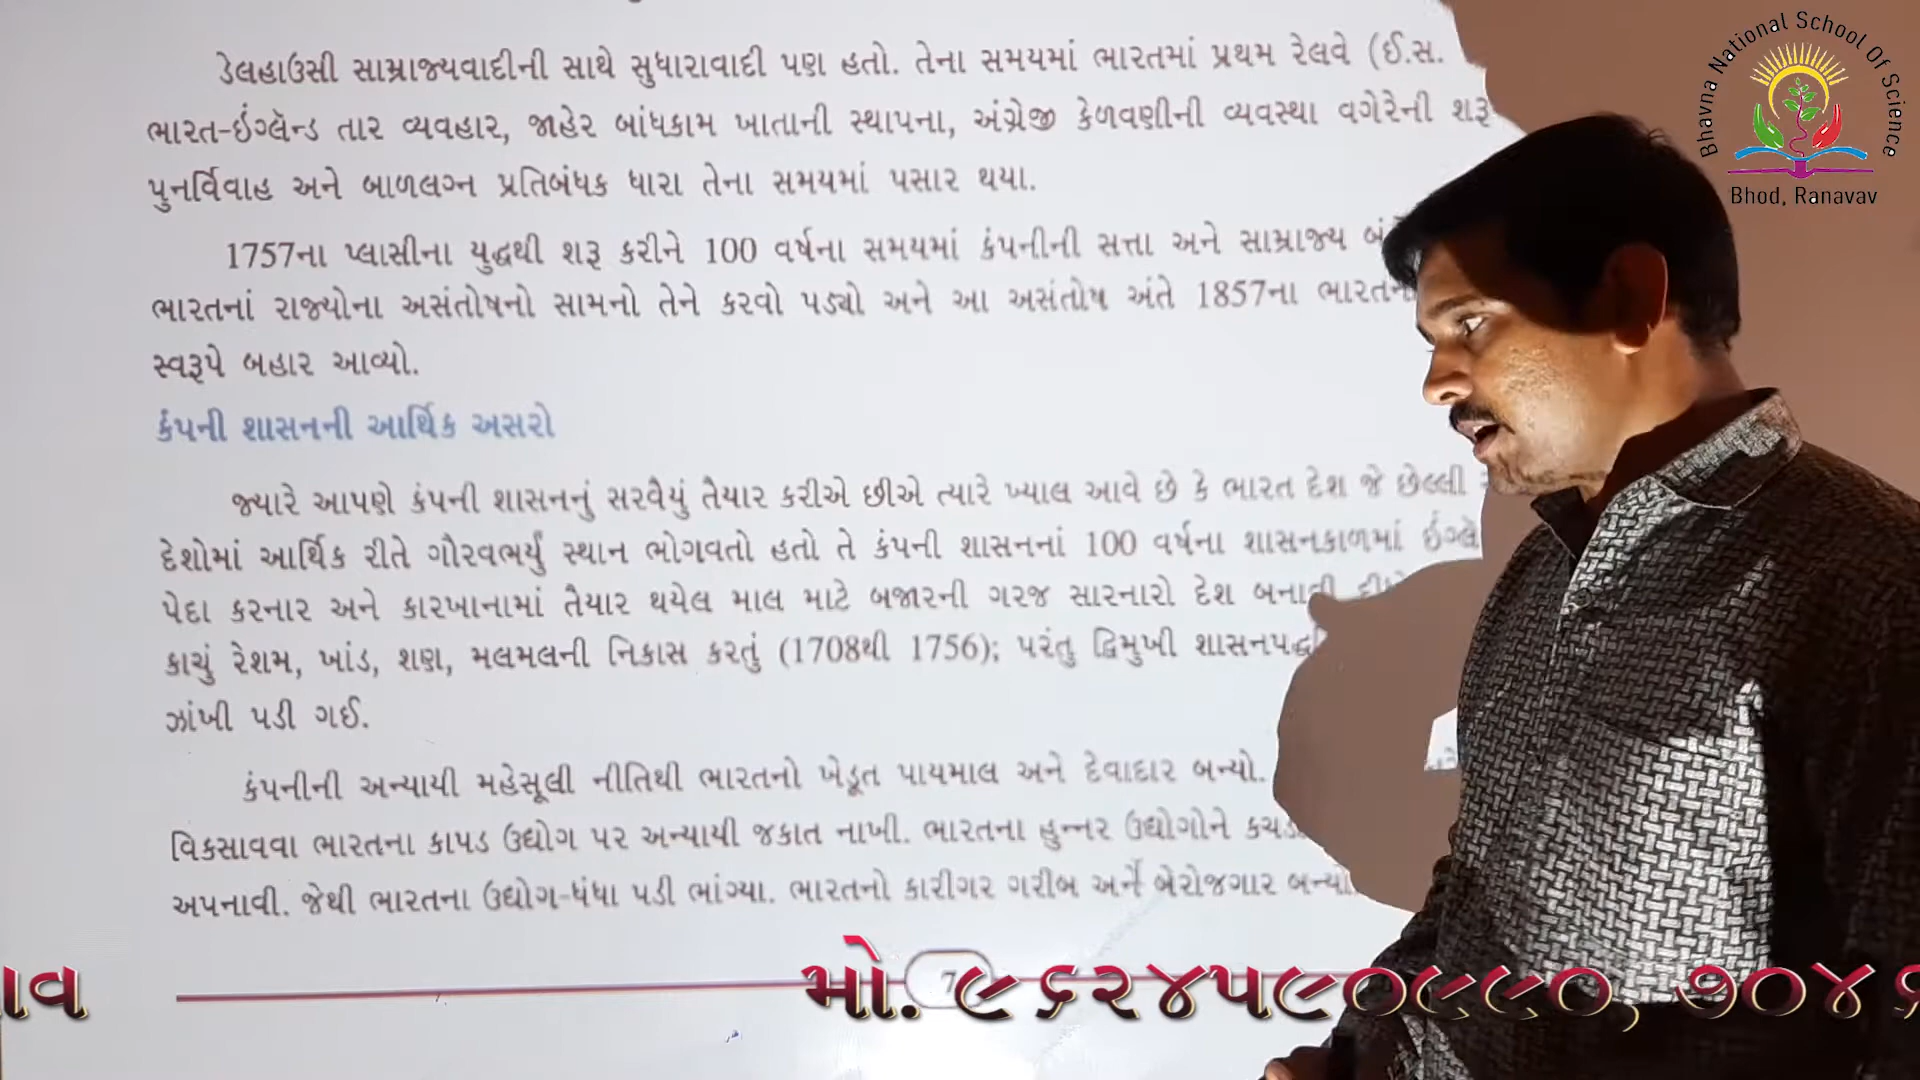 ડેલહાઉસી સામ્રાજ્યવાદીની સાથે સુધારાવાદી પણ હતો. તેના સમયમાં ભારતમાં પ્રથમ રેલવે (ઈ.સ.
ભારત-ઇંગ્લૅન્ડ તાર વ્યવહાર, જાહેર બાંધકામ ખાતાની સ્થાપના, અંગ્રેજી કેળવણીની વ્યવસ્થા વગેરેની શરૂ
પુનર્વિવાહ અને બાળલગ્ન પ્રતિબંધક ધારા તેના સમયમાં પસાર થયા.
1757ના પ્લાસીના યુદ્ધથી શરૂ કરીને 100 વર્ષના સમયમાં કંપનીની સત્તા અને સામ્રાજ્ય
ભારતનાં રાજ્યોના અસંતોષનો સામનો તેને કરવો પડ્યો અને આ અસંતોષ અંતે 1857ના
સ્વરૂપે બહાર આવ્યો.
કંપની શાસનની આર્થિક અસરો
જ્યારે આપણે કંપની શાસનનું સરવૈયું તૈયાર કરીએ છીએ ત્યારે ખ્યાલ આવે છે કે ભારત દેશ જે છેલ્લી
દેશોમાં આર્થિક રીતે ગૌરવભર્યું સ્થાન ભોગવતો હતો તે કંપની શાસનનાં 100 વર્ષના શાસનકાળમાં
પેદા કરનાર અને કારખાનામાં તૈયાર થયેલ માલ માટે બજારની ગરજ સારનારો દેશ બનાવી
કાચું રેશમ, ખાંડ, શણ, મલમલની નિકાસ કરતું (1708થી 1756); પરંતુ દ્વિમુખી
ઝાંખી પડી ગઈ.
કંપનીની અન્યાયી મહેસૂલી નીતિથી ભારતનો ખેડૂત પાયમાલ અને દેવાદાર બન્યો.
વિકસાવવા ભારતના કાપડ ઉદ્યોગ પર અન્યાયી જકાત નાખી. ભારતના હુન્નર ઉદ્યોગોને
અપનાવી. જેથી ભારતના ઉદ્યોગ-ધંધા પડી ભાંગ્યા. ભારતનો કારીગર ગરીબ અને બેરોજગાર બન્યો
7
મો. ૯૬૨૪૫૯૦૯૯૦, ૭૦૪
Bhavna National School Of Science
Bhod, Ranavav